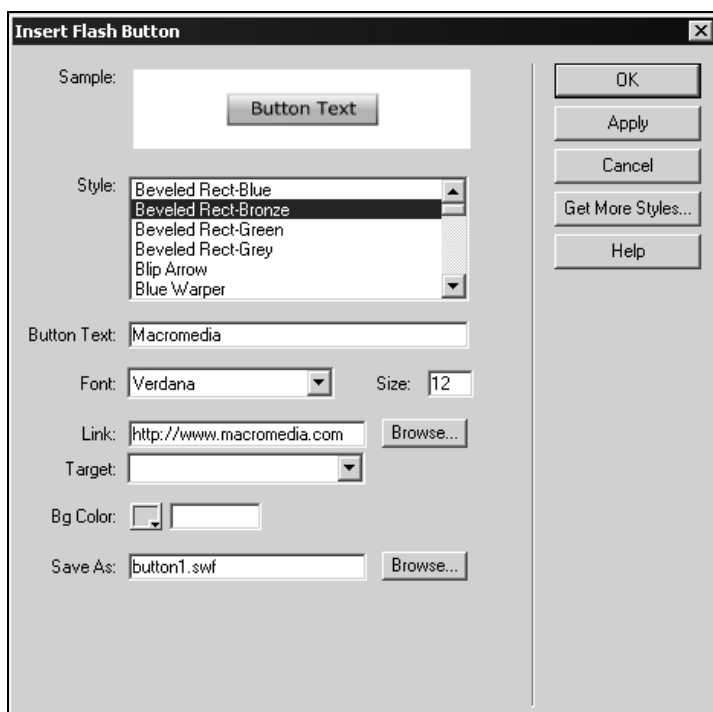 Insert Flash Button
Sample:
Button Text
Style:
Beveled Rect-Blue
Beveled Rect-Bronze
Beveled Rect-Green
Beveled Rect-Grey
Blip Arrow
Blue Warper
Button Text: Macromedia
Font: Verdana
Size: 12
Link: http://www.macromedia.com Browse...
Target:
Bg Color:
Save As: button1.swf Browse...
OK
Apply
Cancel
Get More Styles...
Help